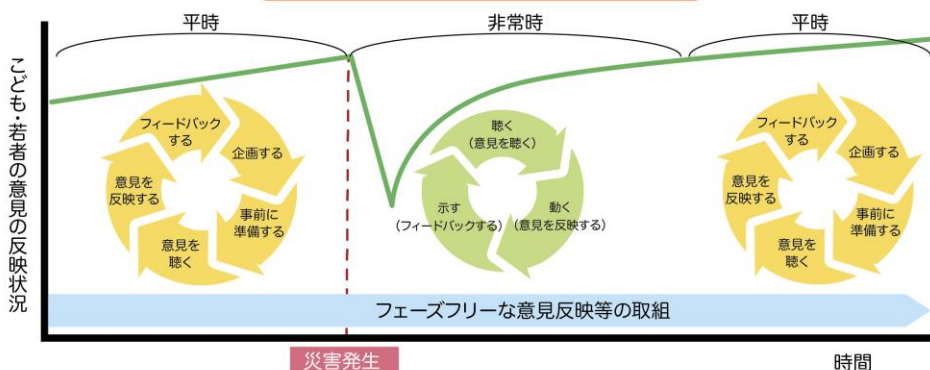 平時
非常時
平時
こども・若者の意見の反映状況
フィードバック
する
企画する
事前に
準備する
意見を
聴く
意見を
反映する
聴く
(意見を聴く)
動く
(意見を反映する)
示す
(フィードバックする)
フィードバック
する
企画する
事前に
準備する
意見を
聴く
意見を
反映する
フェーズフリーな意見反映等の取組
災害発生
時間